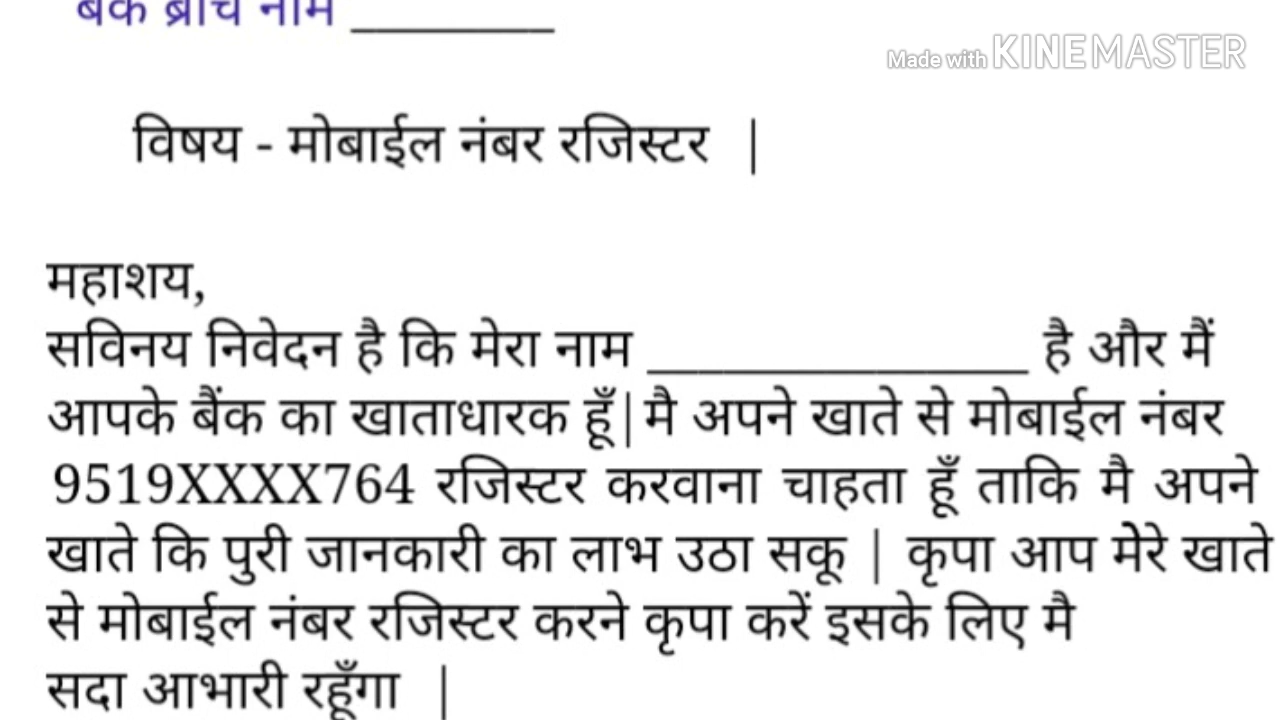 बैंक ब्रांच नाम ________
Made with KINEMASTER
विषय - मोबाईल नंबर रजिस्टर |
महाशय,
सविनय निवेदन है कि मेरा नाम _______________ है और मैं
आपके बैंक का खाताधारक हूँ| मै अपने खाते से मोबाईल नंबर
9519XXXX764 रजिस्टर करवाना चाहता हूँ ताकि मै अपने
खाते कि पुरी जानकारी का लाभ उठा सकू | कृपा आप मेरे खाते
से मोबाईल नंबर रजिस्टर करने कृपा करें इसके लिए मै
सदा आभारी रहूँगा |